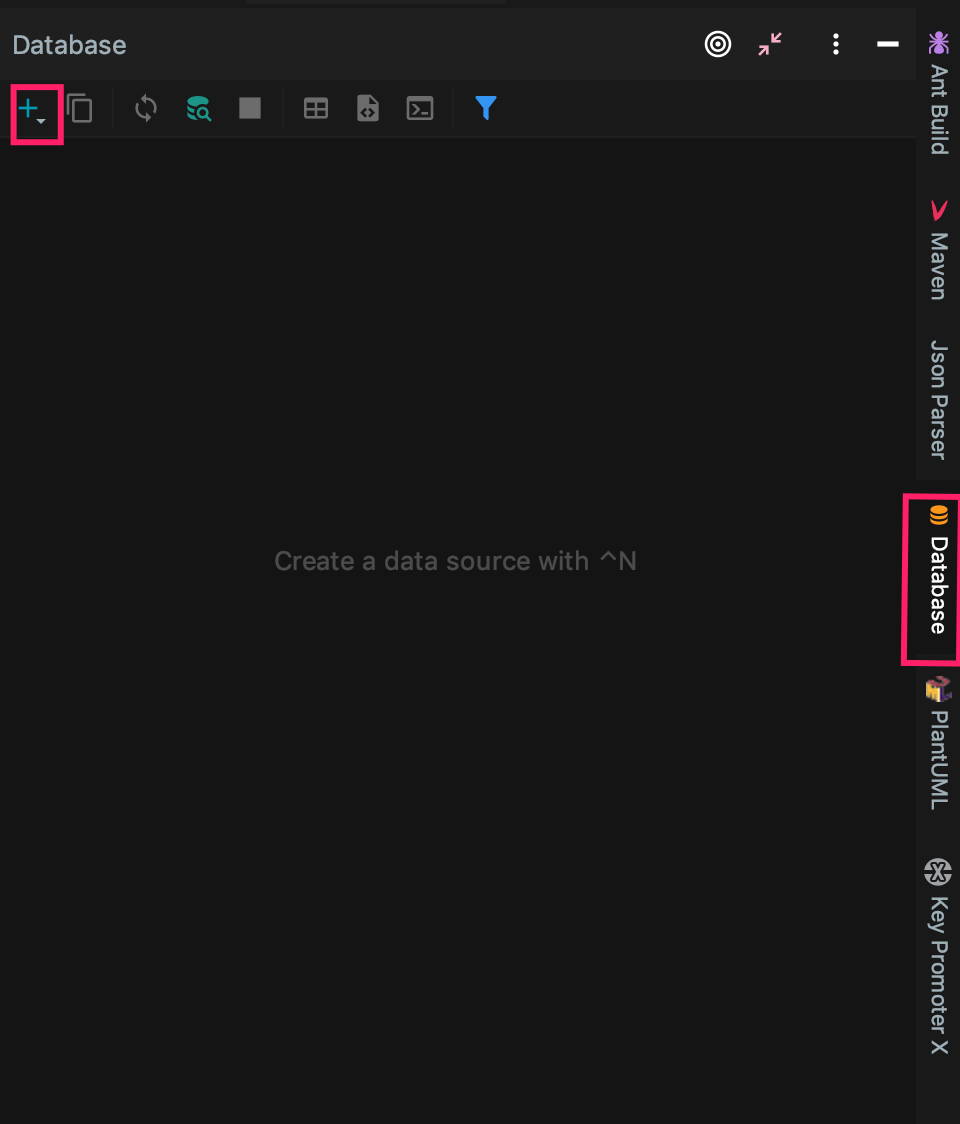 Database
Ant Build
Maven
Json Parser
Database
Create a data source with ^N
PlantUML
Key Promoter X